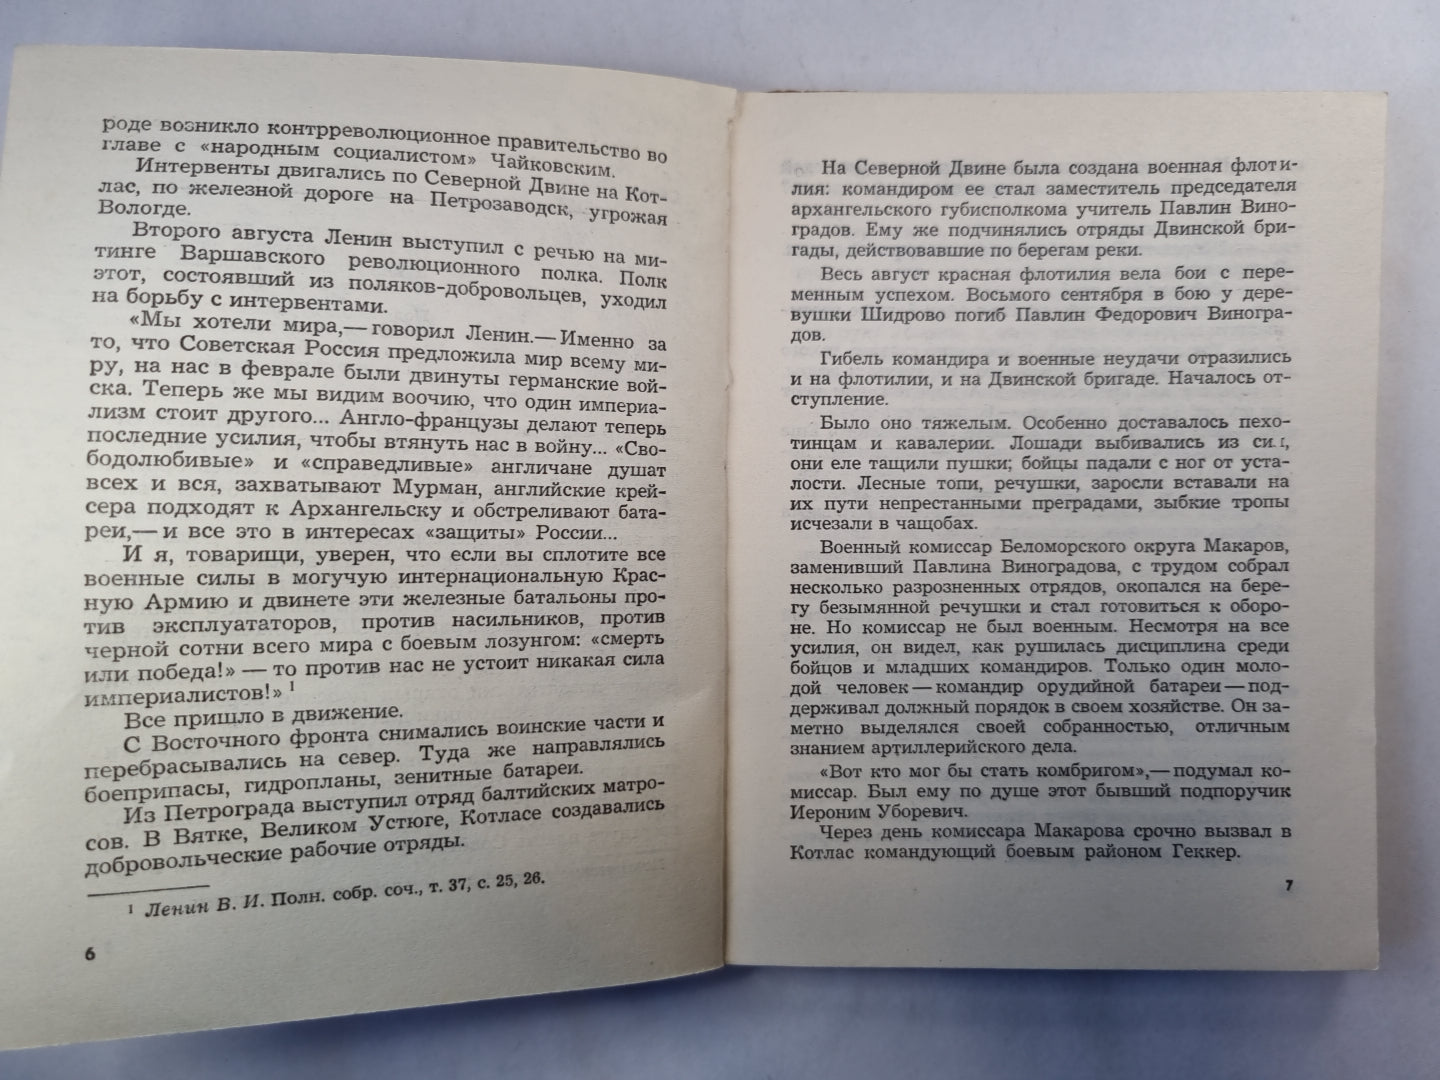 роде возникло контрреволюционное правительство во
главе с «народным социалистом» Чайковским.
Интервенты двигались по Северной Двине на Кот-
лас, по железной дороге на Петрозаводск, угрожая
Вологде.
Второго августа Ленин выступил с речью на ми-
тинге Варшавского революционного полка. Полк
этот, состоявший из поляков-добровольцев, уходил
на борьбу с интервентами.
«Мы хотели мира,— говорил Ленин.— Именно за
то, что Советская Россия предложила мир всему ми-
ру, на нас в феврале были двинуты германские вой-
ска. Теперь же мы видим воочию, что один империа-
лизм стоит другого... Англо-французы делают теперь
последние усилия, чтобы втянуть нас в войну... «Сво-
бодолюбивые» и «справедливые» англичане душат
всех и вся, захватывают Мурман, английские крей-
сера подходят к Архангельску и обстреливают бата-
реи,— и все это в интересах «защиты» России...
И я, товарищи, уверен, что если вы сплотите все
военные силы в могучую интернациональную Крас-
ную Армию и двинете эти железные батальоны про-
тив эксплуататоров, против насильников, против
черной сотни всего мира с боевым лозунгом: «смерть
или победа!» — то против нас не устоит никакая сила
империалистов!» 1
Все пришло в движение.
С Восточного фронта снимались воинские части и
перебрасывались на север. Туда же направлялись
боеприпасы, гидропланы, зенитные батареи.
Из Петрограда выступил отряд балтийских матро-
сов. В Вятке, Великом Устюге, Котласе создавались
добровольческие рабочие отряды.
1 Ленин В. И. Полн. собр. соч., т. 37, с. 25, 26.
6
На Северной Двине была создана военная флоти-
лия: командиром ее стал заместитель председателя
архангельского губисполкома учитель Павлин Вино-
градов. Ему же подчинялись отряды Двинской бри-
гады, действовавшие по берегам реки.
Весь август красная флотилия вела бои с пере-
менным успехом. Восьмого сентября в бою у дере-
вушки Шидрово погиб Павлин Федорович Виногра-
дов.
Гибель командира и военные неудачи отразились
и на флотилии, и на Двинской бригаде. Началось от-
ступление.
Было оно тяжелым. Особенно доставалось пехо-
тинцам и кавалерии. Лошади выбивались из сил,
они еле тащили пушки; бойцы падали с ног от уста-
лости. Лесные топи, речушки, заросли вставали на
их пути непрестанными преградами, зыбкие тропы
исчезали в чащобах.
Военный комиссар Беломорского округа Макаров,
заменивший Павлина Виноградова, с трудом собрал
несколько разрозненных отрядов, окопался на бере-
гу безымянной речушки и стал готовиться к оборо-
не. Но комиссар не был военным. Несмотря на все
усилия, он видел, как рушилась дисциплина среди
бойцов и младших командиров. Только один моло-
дой человек — командир орудийной батареи — под-
держивал должный порядок в своем хозяйстве. Он за-
метно выделялся своей собранностью, отличным
знанием артиллерийского дела.
«Вот кто мог бы стать комбригом»,— подумал ко-
миссар. Был ему по душе этот бывший подпоручик
Иероним Уборевич.
Через день комиссара Макарова срочно вызвал в
Котлас командующий боевым районом Геккер.
7